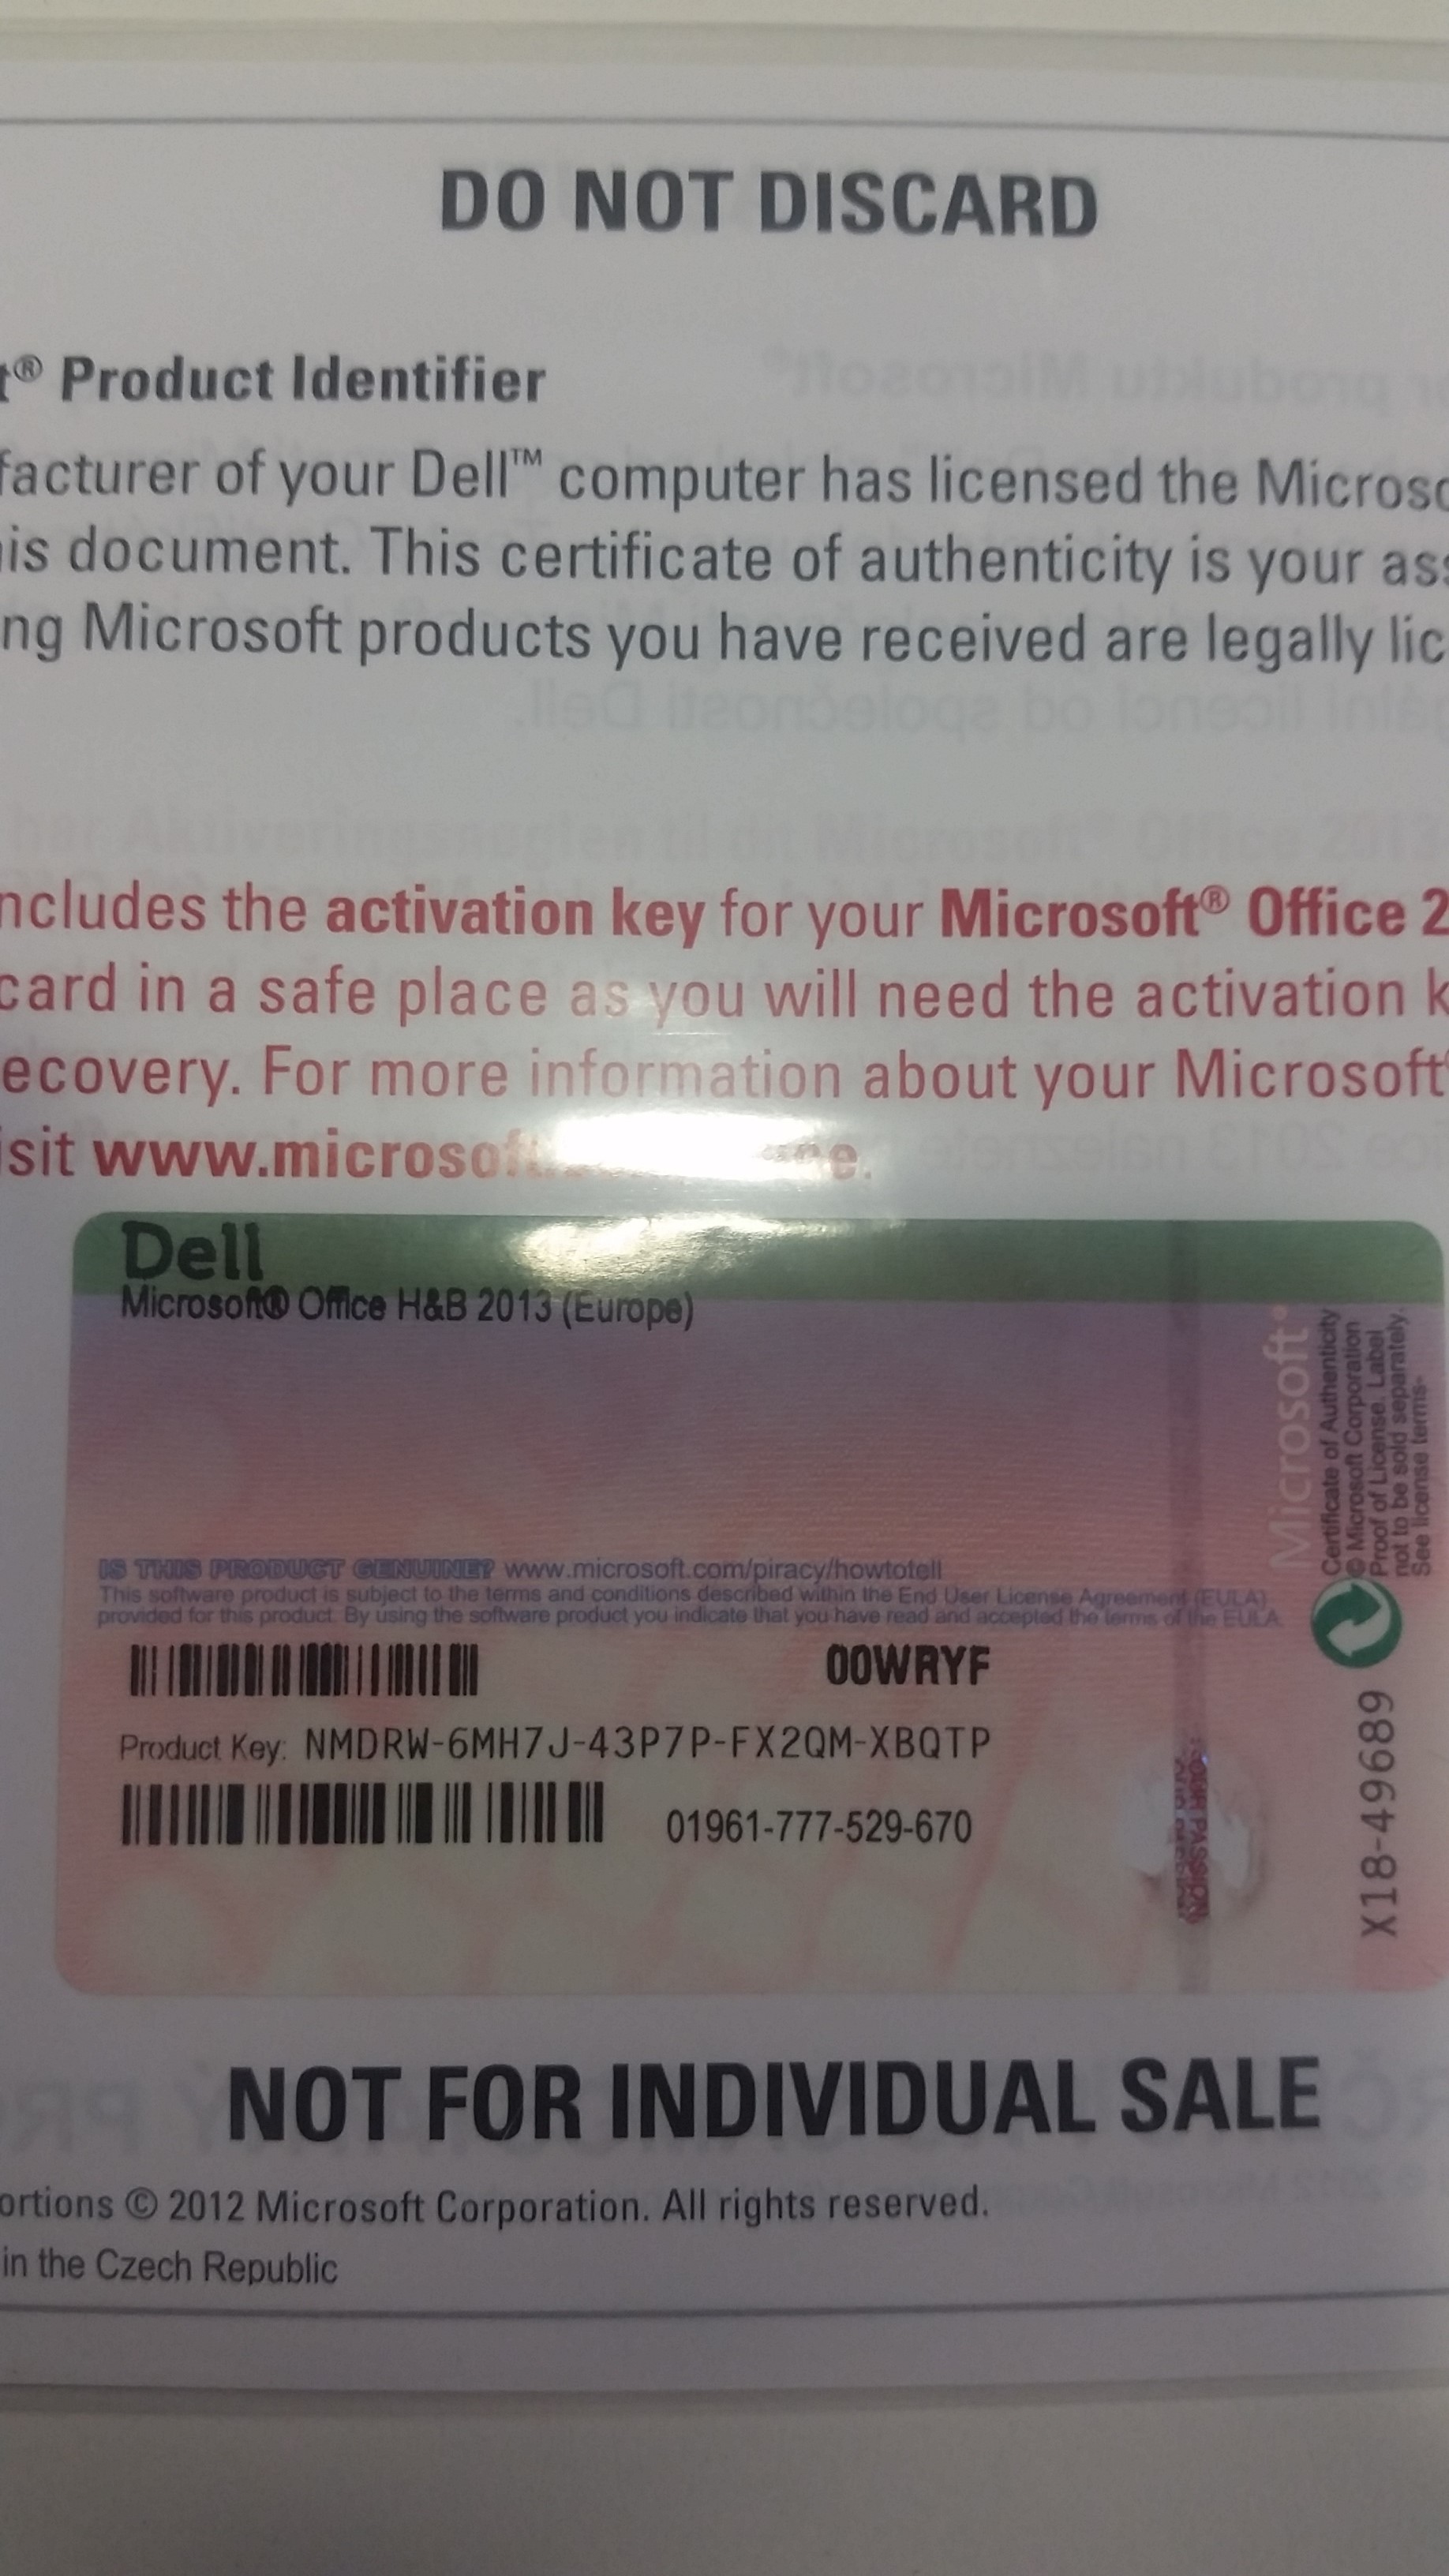 DO NOT DISCARD
t® Product Identifier
facturer of your Dell™ computer has licensed the Microso
is document. This certificate of authenticity is your ass
ng Microsoft products you have received are legally lic
ncludes the activation key for your Microsoft® Office 2
card in a safe place as you will need the activation k
ecovery. For more information about your Microsoft®
isit www.microsof
Dell
Microsoft® Office H&B 2013 (Europe)
IS THIS PRODUCT GENUINE? www.microsoft.com/piracy/howtotell
This software product is subject to the terms and conditions described within the End User License Agreement (EULA)
provided for this product. By using the software product you indicate that you have read and accepted the terms of the EULA.
00WRYF
Product Key: NMDRW-6MH7J-43P7P-FX2QM-XBQTP
01961-777-529-670
Microsoft®
Certificate of Authenticity
© Microsoft Corporation
Proof of License. Label
not to be sold separately.
See license terms-
X18-49689
NOT FOR INDIVIDUAL SALE
ortions © 2012 Microsoft Corporation. All rights reserved.
in the Czech Republic